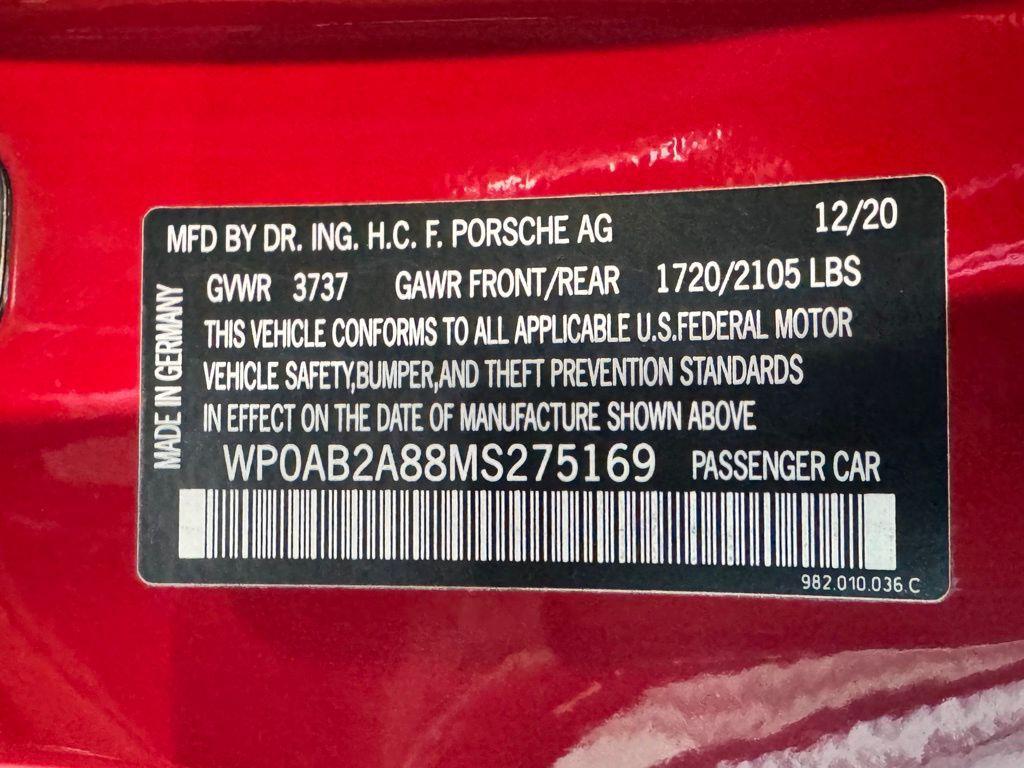 MFD BY DR. ING. H.C. F. PORSCHE AG 12/20
GVWR 3737 GAWR FRONT/REAR 1720/2105 LBS
THIS VEHICLE CONFORMS TO ALL APPLICABLE U.S.FEDERAL MOTOR
VEHICLE SAFETY,BUMPER,AND THEFT PREVENTION STANDARDS
IN EFFECT ON THE DATE OF MANUFACTURE SHOWN ABOVE
WP0AB2A88MS275169 PASSENGER CAR
982.010.036.C
MADE IN GERMANY